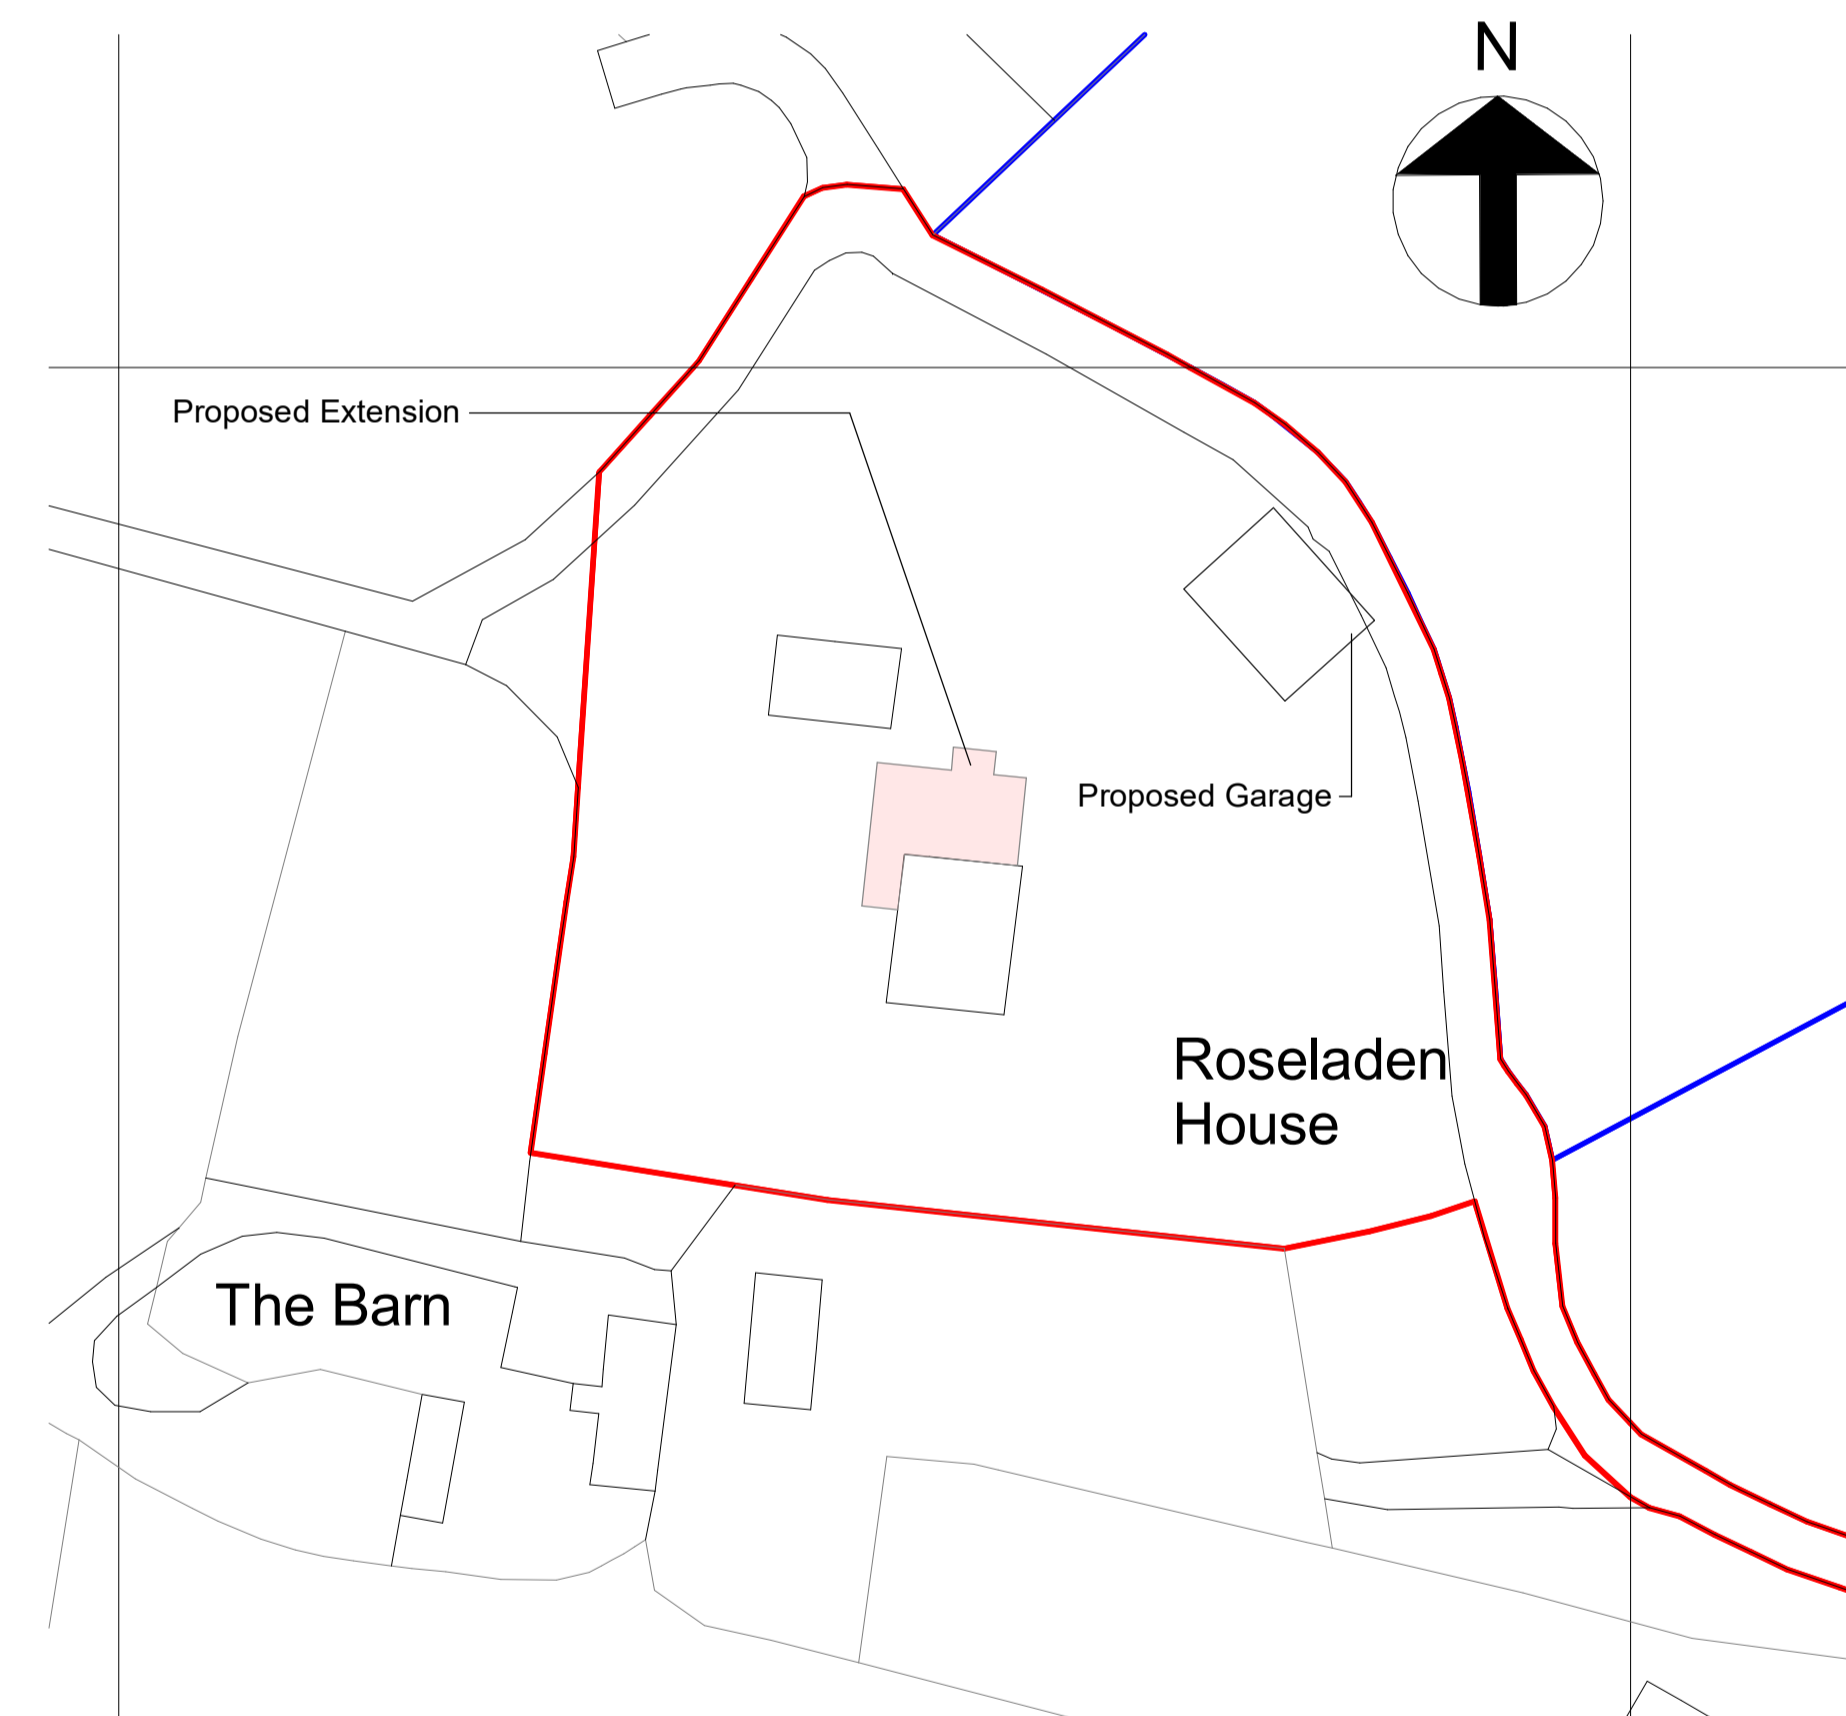 N
Proposed Extension
Proposed Garage
Roseladen
House
The Barn